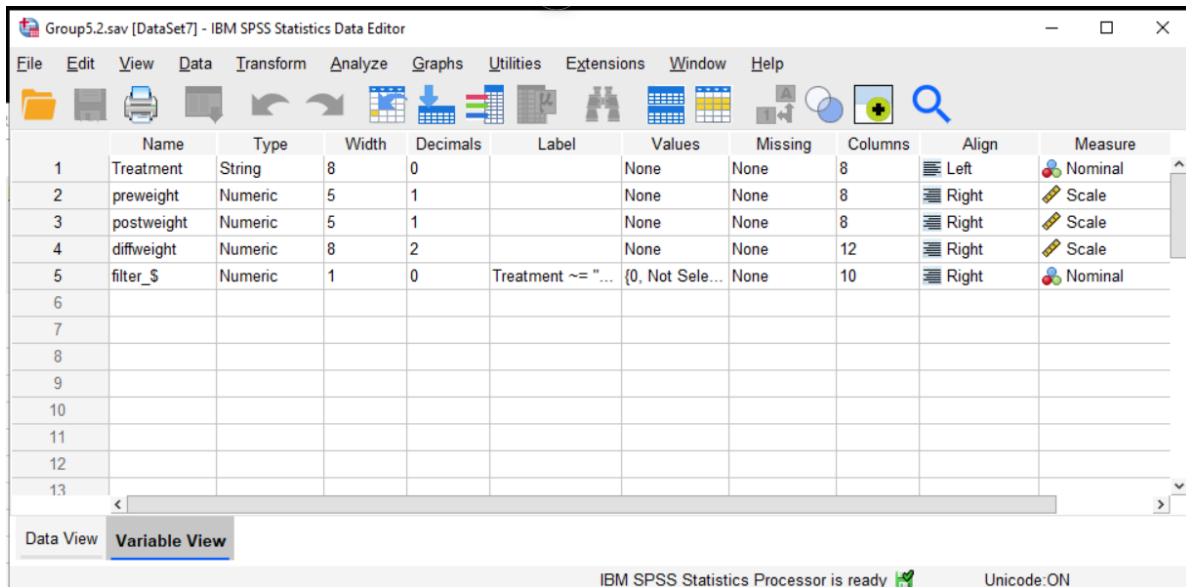 Group5.2.sav [DataSet7] - IBM SPSS Statistics Data Editor
File Edit View Data Transform Analyze Graphs Utilities Extensions Window Help
Name Type Width Decimals Label Values Missing Columns Align Measure
1 Treatment String 8 0 None None 8 Left Nominal
2 preweight Numeric 5 1 None None 8 Right Scale
3 postweight Numeric 5 1 None None 8 Right Scale
4 diffweight Numeric 8 2 None None 12 Right Scale
5 filter_$ Numeric 1 0 Treatment ~= "... {0, Not Sele... None 10 Right Nominal
6
7
8
9
10
11
12
13
Data View Variable View
IBM SPSS Statistics Processor is ready Unicode:ON